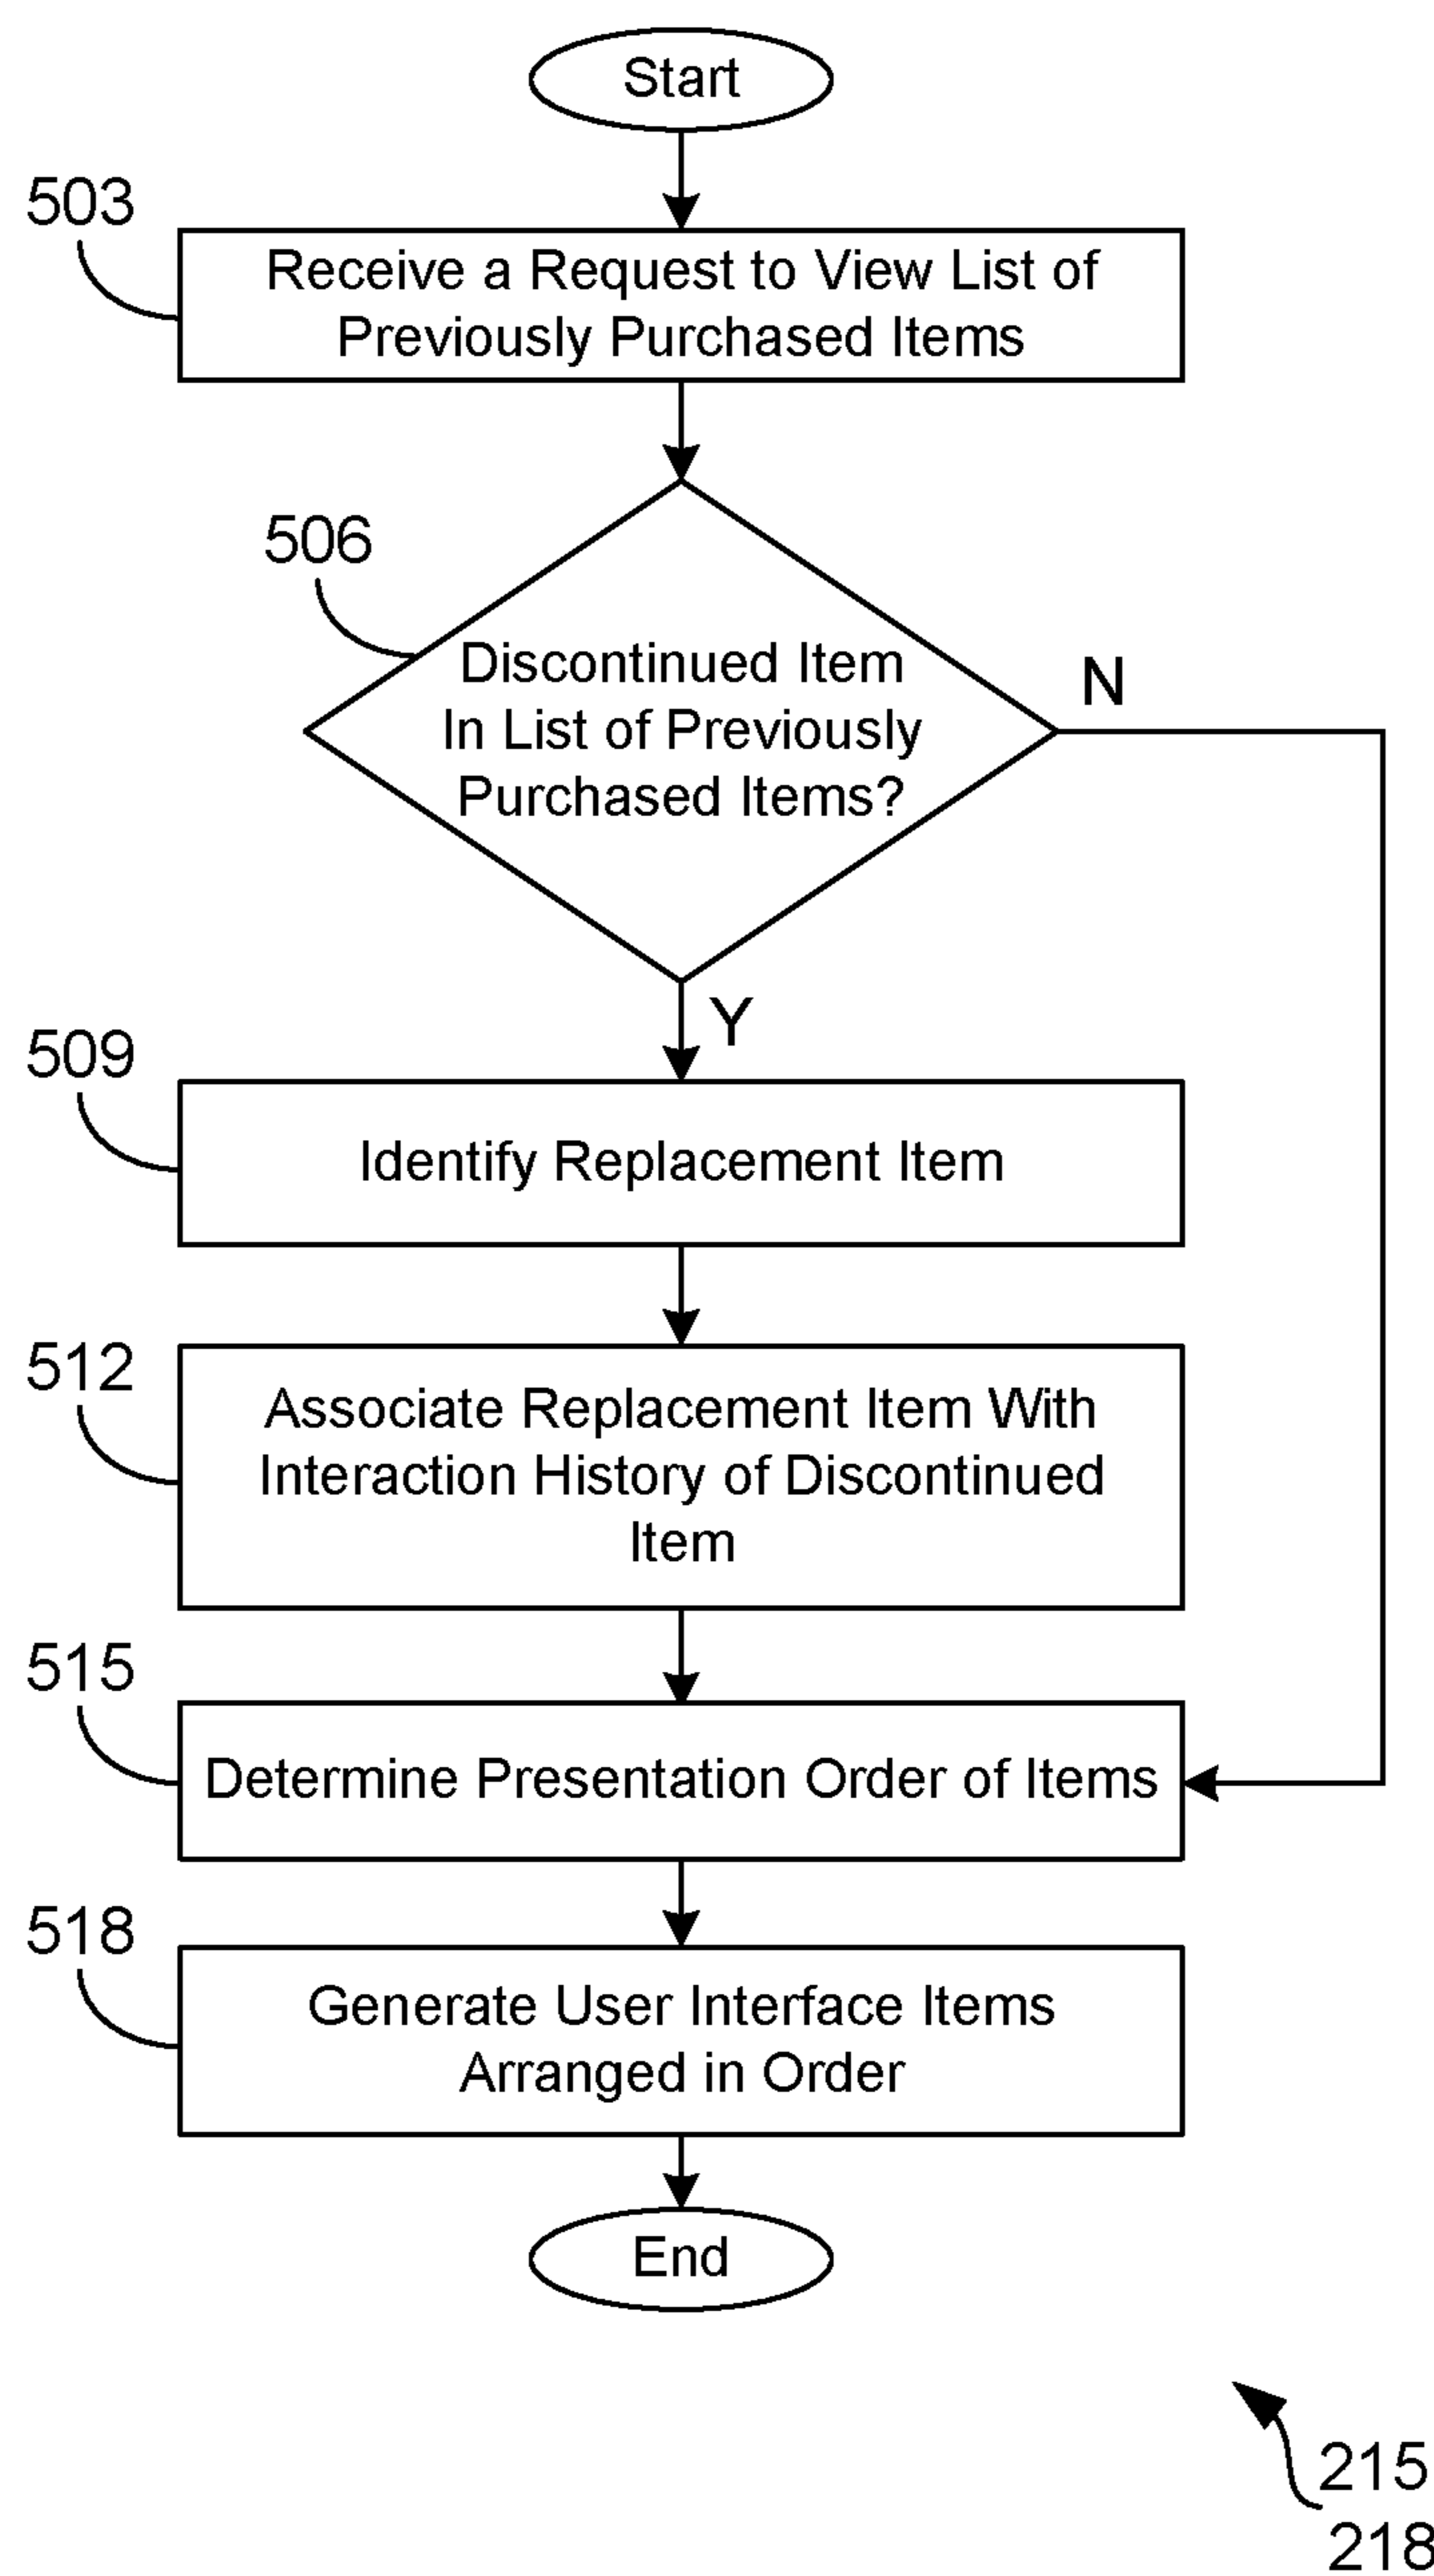 Start
503
Receive a Request to View List of
Previously Purchased Items
506
Discontinued Item
In List of Previously
Purchased Items?
N
Y
509
Identify Replacement Item
512
Associate Replacement Item With
Interaction History of Discontinued
Item
515
Determine Presentation Order of Items
518
Generate User Interface Items
Arranged in Order
End
215
218